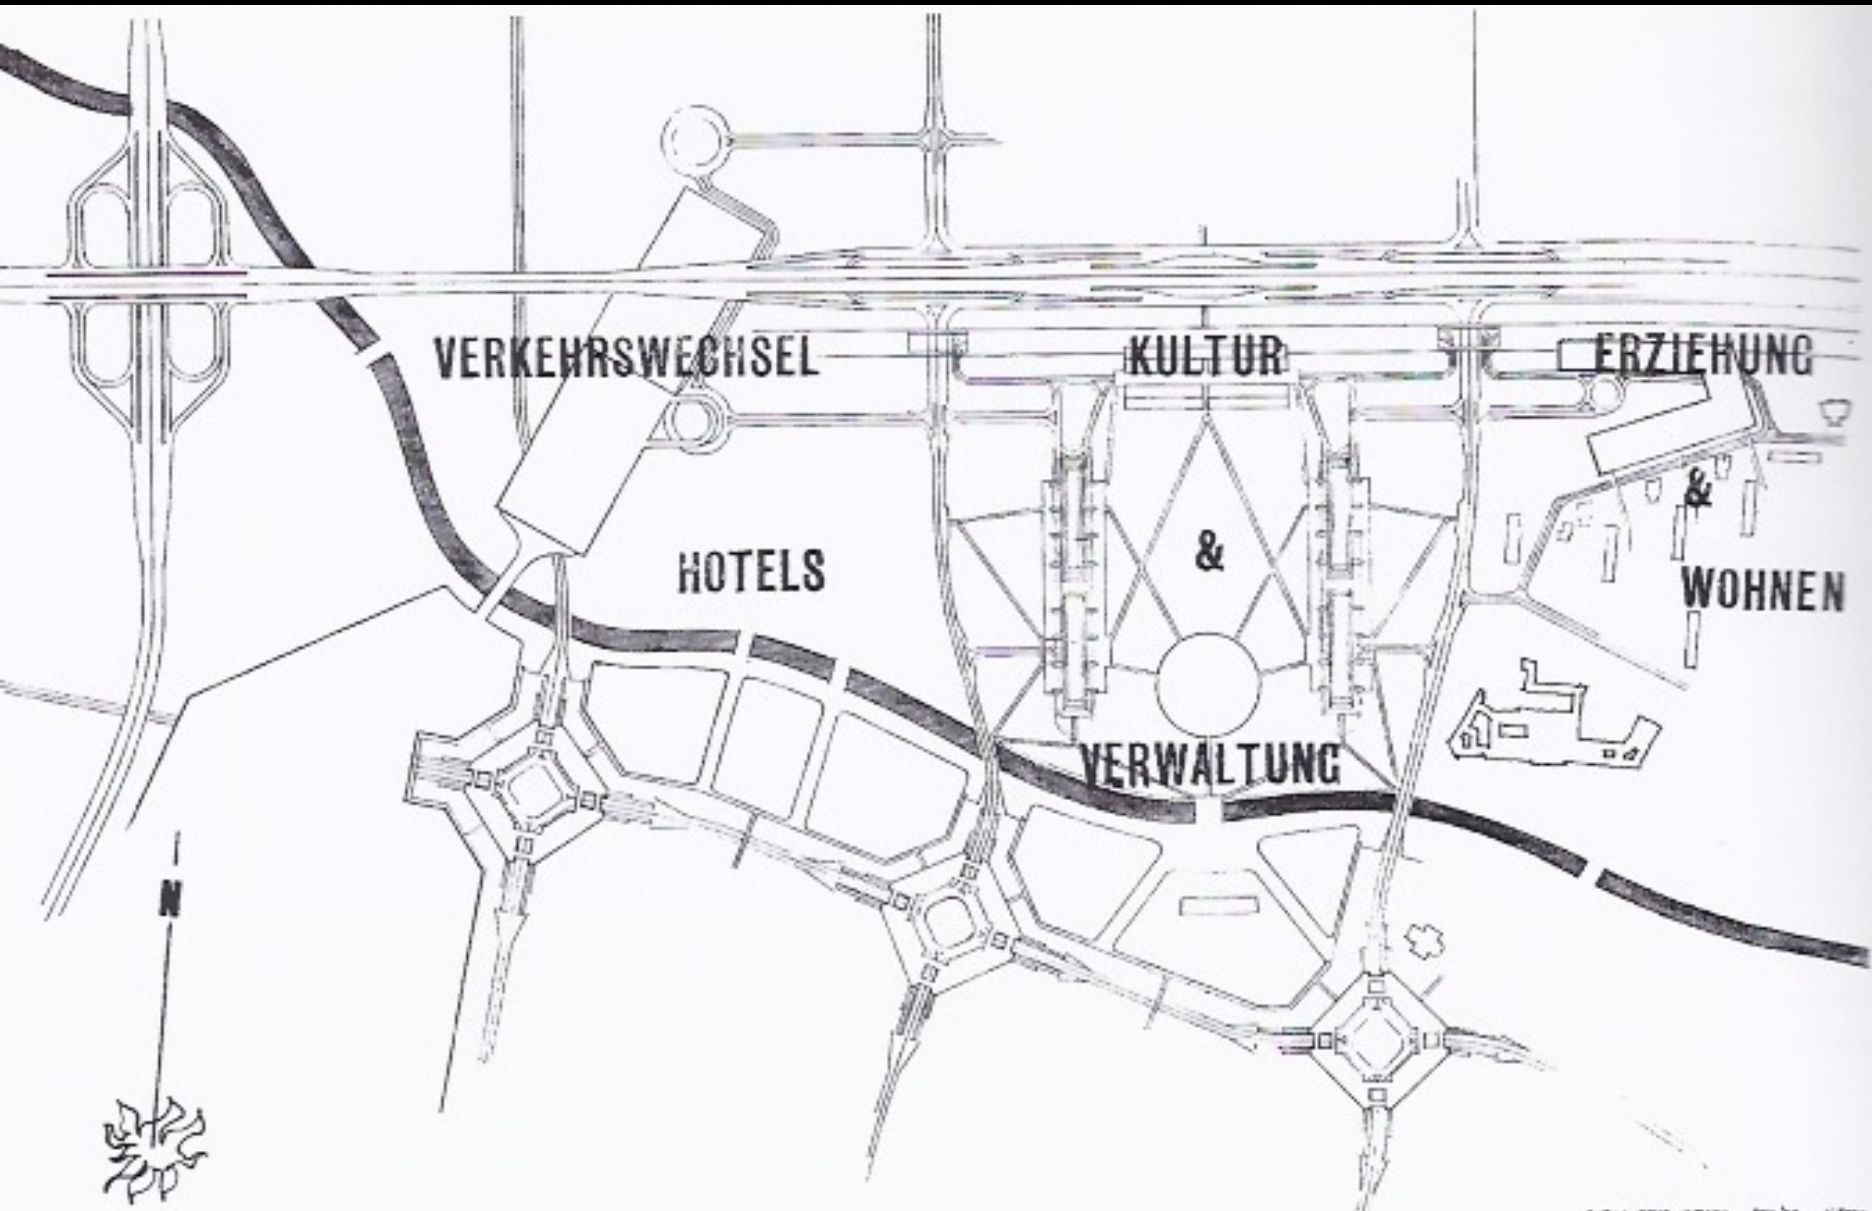 VERKEHRSWECHSEL
KULTUR
ERZIEHUNG
&
&
HOTELS
WOHNEN
VERWALTUNG
N